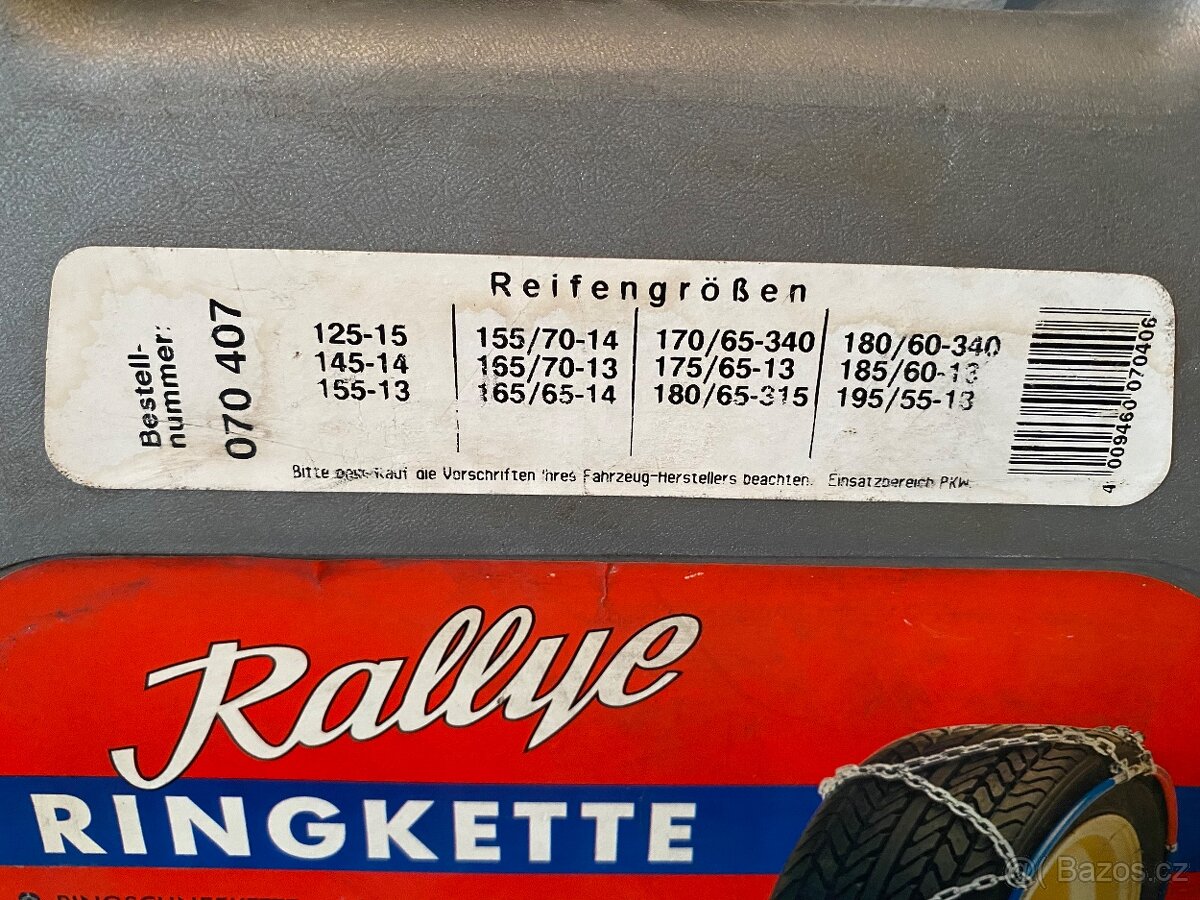 Reifengrößen
Bestell-
nummer:
070 407
125-15
145-14
155-13
155/70-14
165/70-13
165/65-14
170/65-340
175/65-13
180/65-315
180/60-340
185/60-13
195/55-13
Bitte auf die Vorschriften Ihres Fahrzeug-Herstellers beachten. Einsatzbereich PKW
4 009460 070406
Rallye
RINGKETTE
Bazos.cz